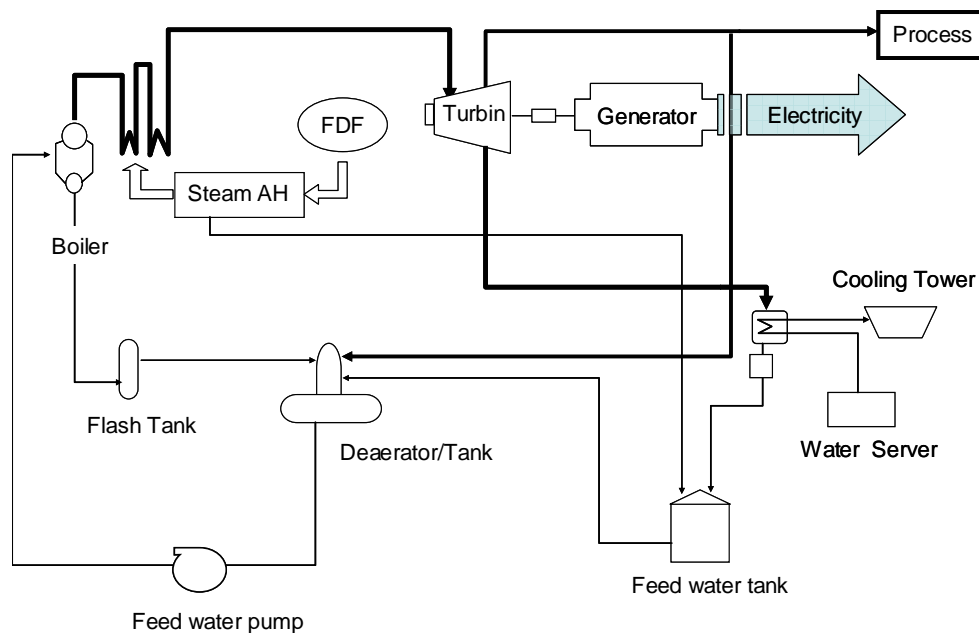 Process
FDF
Turbin
Generator
Electricity
Steam AH
Boiler
Cooling Tower
Flash Tank
Deaerator/Tank
Water Server
Feed water tank
Feed water pump